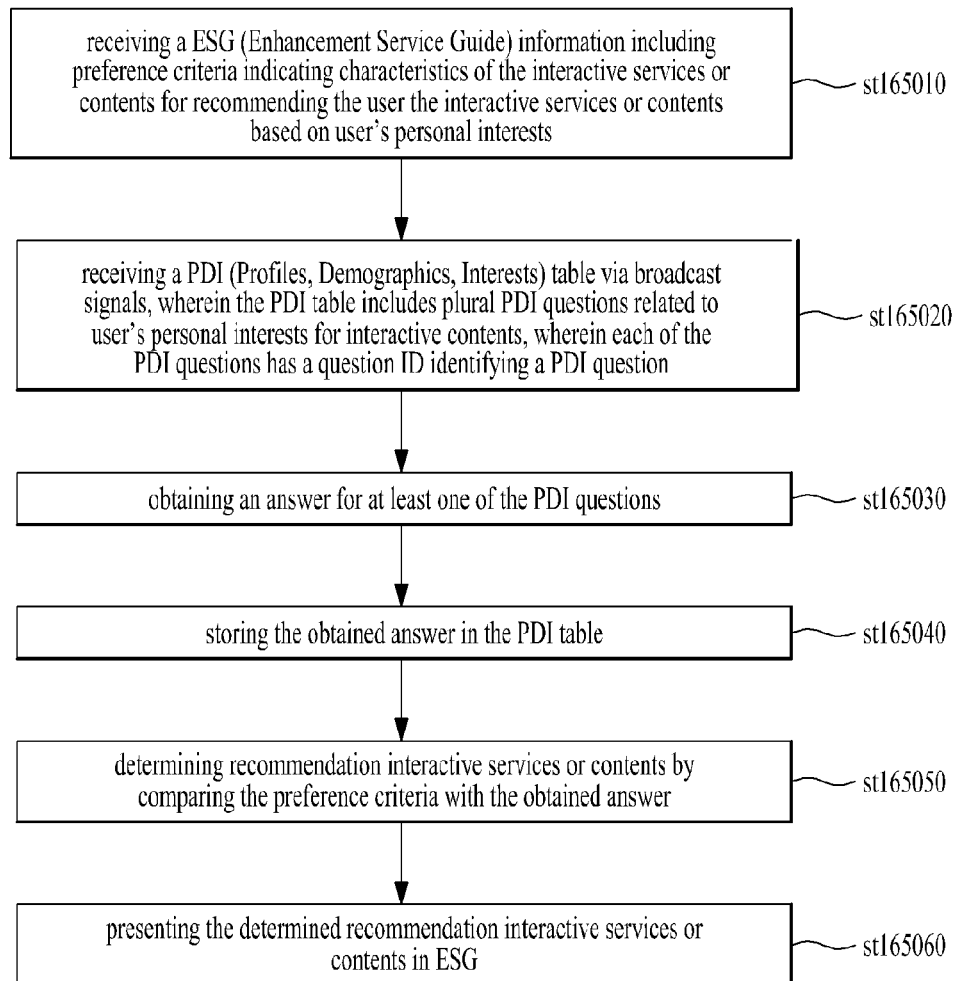 receiving a ESG (Enhancement Service Guide) information including
preference criteria indicating characteristics of the interactive services or
contents for recommending the user the interactive services or contents
based on user's personal interests
st165010
receiving a PDI (Profiles, Demographics, Interests) table via broadcast
signals, wherein the PDI table includes plural PDI questions related to
user's personal interests for interactive contents, wherein each of the
PDI questions has a question ID identifying a PDI question
st165020
obtaining an answer for at least one of the PDI questions
st165030
storing the obtained answer in the PDI table
st165040
determining recommendation interactive services or contents by
comparing the preference criteria with the obtained answer
st165050
presenting the determined recommendation interactive services or
contents in ESG
st165060